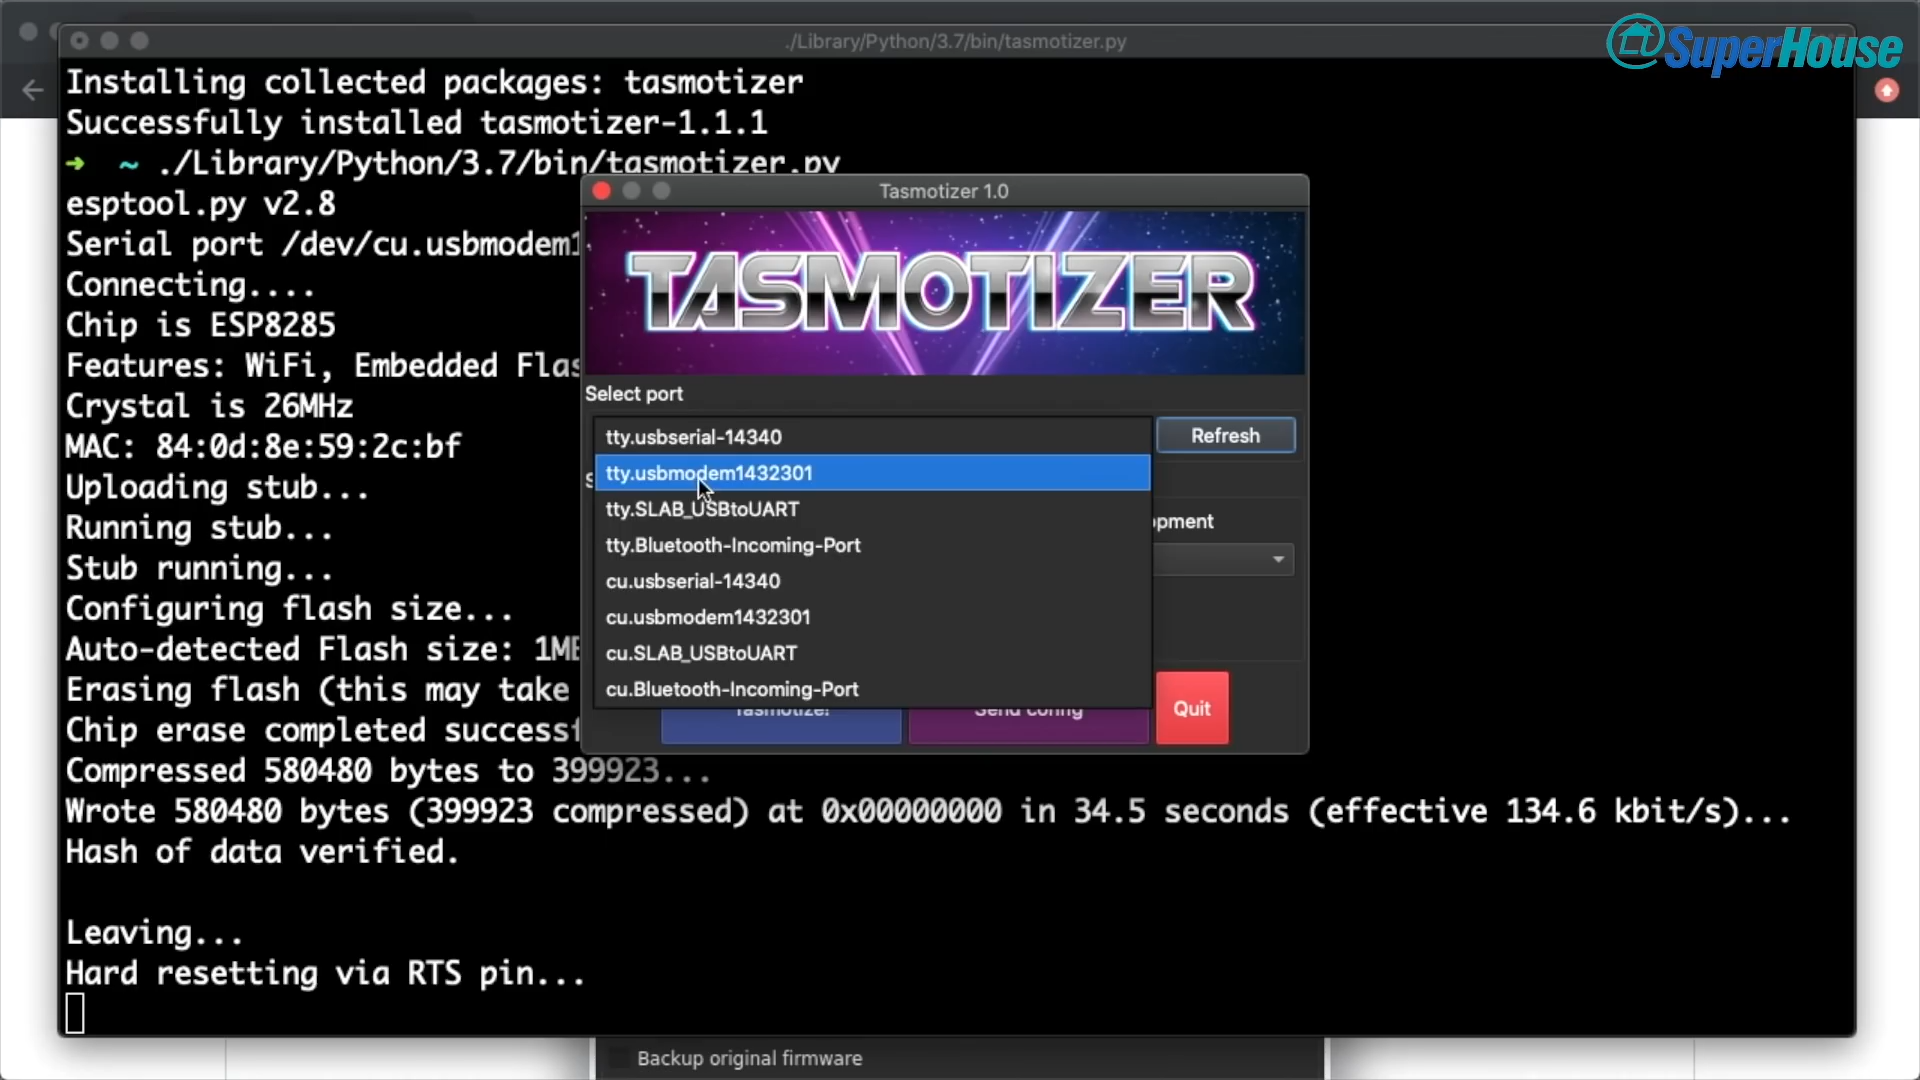 ./Library/Python/3.7/bin/tasmotizer.py
SuperHouse
Installing collected packages: tasmotizer
Successfully installed tasmotizer-1.1.1
➜ ~ ./Library/Python/3.7/bin/tasmotizer.py
esptool.py v2.8
Serial port /dev/cu.usbmodem1
Connecting....
Chip is ESP8285
Features: WiFi, Embedded Flas
Crystal is 26MHz
MAC: 84:0d:8e:59:2c:bf
Uploading stub...
Running stub...
Stub running...
Configuring flash size...
Auto-detected Flash size: 1MB
Erasing flash (this may take
Chip erase completed successf
Compressed 580480 bytes to 399923...
Wrote 580480 bytes (399923 compressed) at 0x00000000 in 34.5 seconds (effective 134.6 kbit/s)...
Hash of data verified.
Leaving...
Hard resetting via RTS pin...
Tasmotizer 1.0
TASMOTIZER
Select port
tty.usbserial-14340
Refresh
tty.usbmodem1432301
tty.SLAB_USBtoUART
opment
tty.Bluetooth-Incoming-Port
cu.usbserial-14340
cu.usbmodem1432301
cu.SLAB_USBtoUART
cu.Bluetooth-Incoming-Port
Tasmotize!
Send config
Quit
Backup original firmware